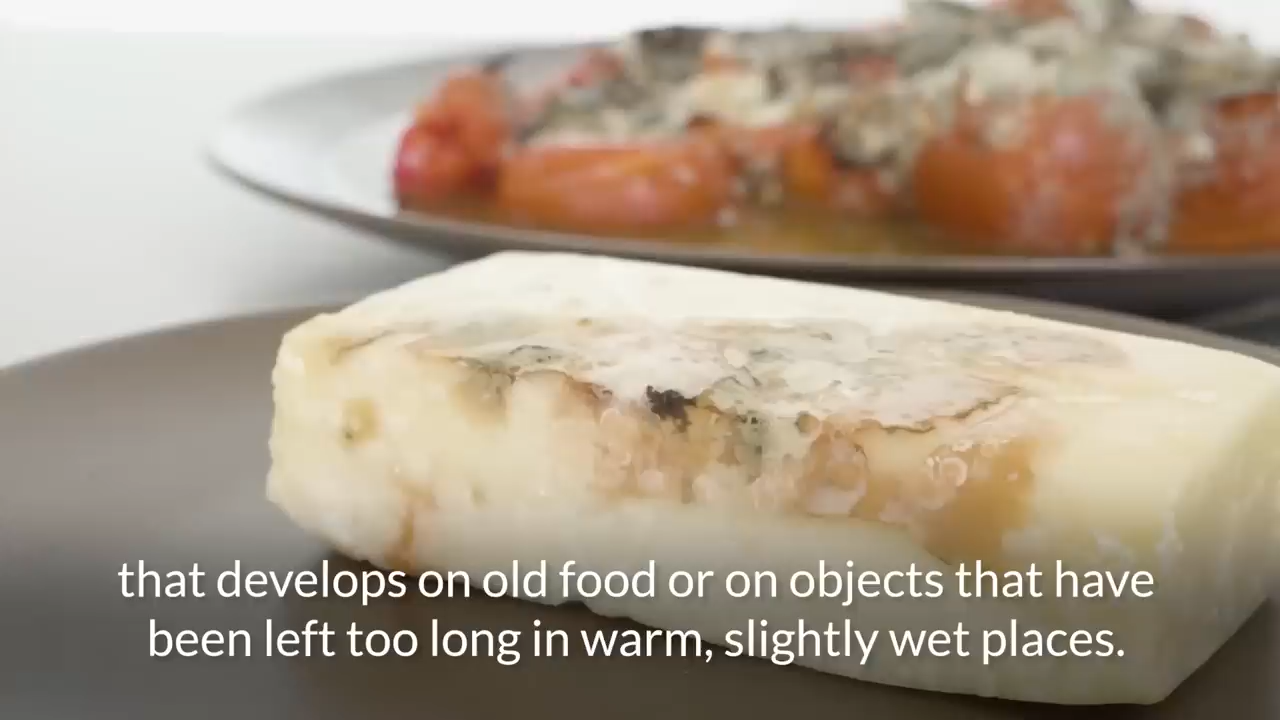 that develops on old food or on objects that have
been left too long in warm, slightly wet places.